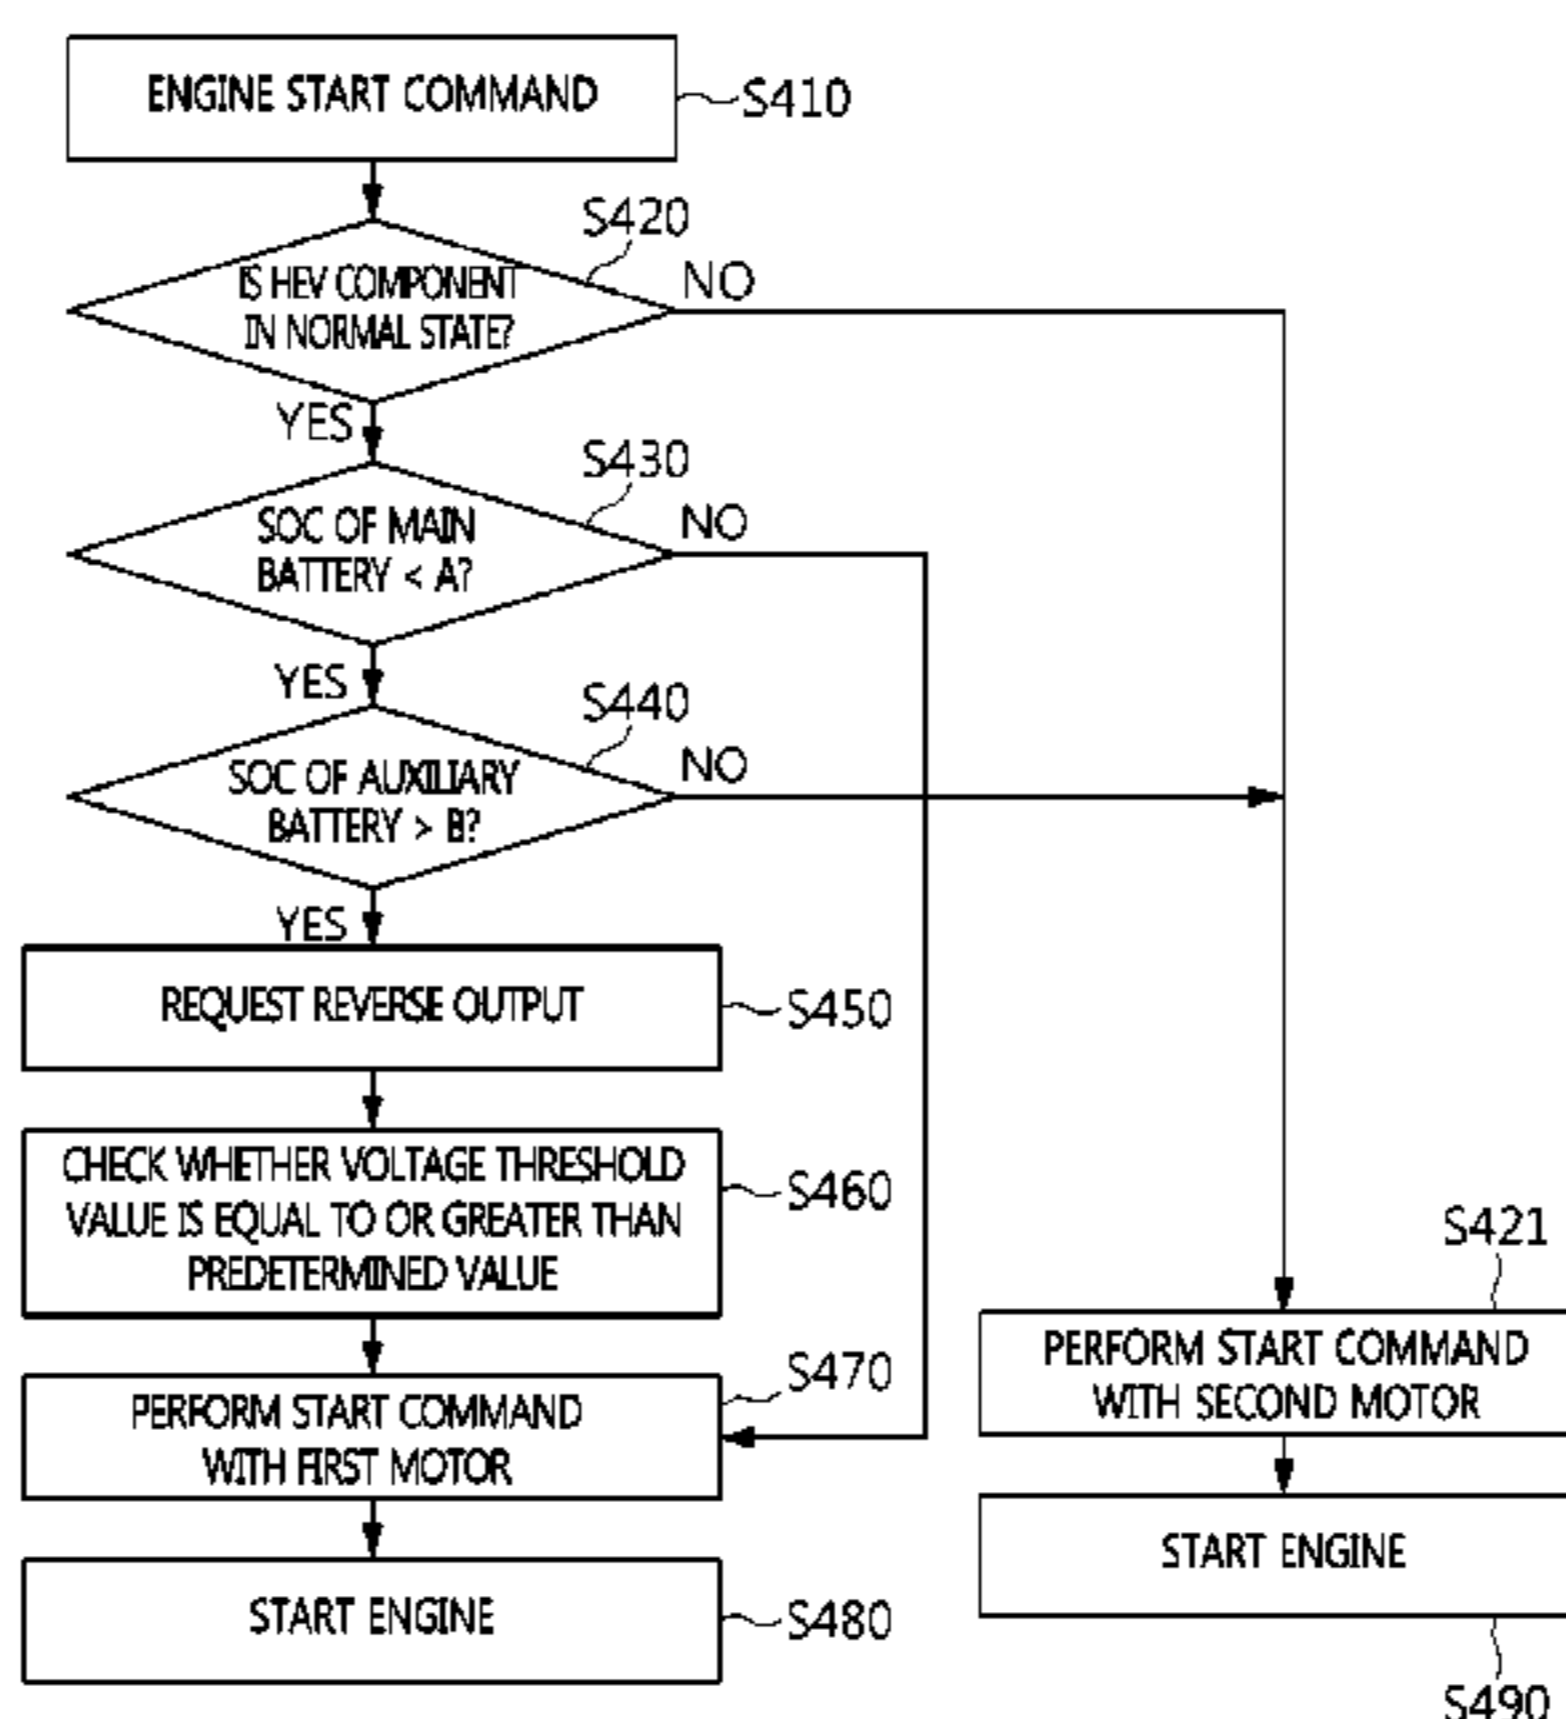 ENGINE START COMMAND
S410
S420
IS HEV COMPONENT
IN NORMAL STATE?
NO
YES
S430
SOC OF MAIN
BATTERY < A?
NO
YES
S440
SOC OF AUXILIARY
BATTERY > B?
NO
YES
REQUEST REVERSE OUTPUT
S450
CHECK WHETHER VOLTAGE THRESHOLD
VALUE IS EQUAL TO OR GREATER THAN
PREDETERMINED VALUE
S460
PERFORM START COMMAND
WITH FIRST MOTOR
S470
START ENGINE
S480
S421
PERFORM START COMMAND
WITH SECOND MOTOR
START ENGINE
S490